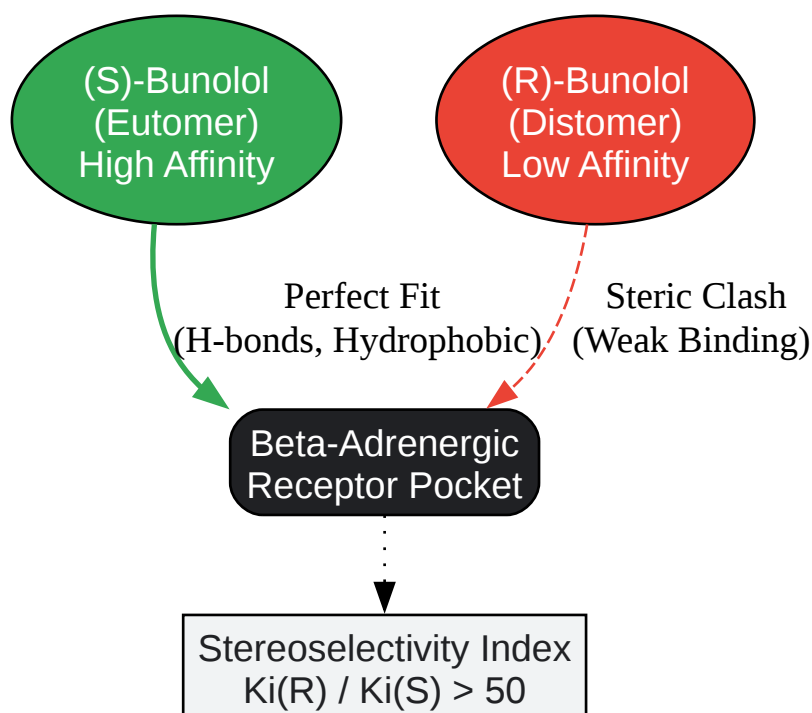 (S)-Bunolol
(Eutomer)
High Affinity
(R)-Bunolol
(Distomer)
Low Affinity
Perfect Fit
(H-bonds, Hydrophobic)
Steric Clash
(Weak Binding)
Beta-Adrenergic
Receptor Pocket
Stereoselectivity Index
Ki(R) / Ki(S) > 50